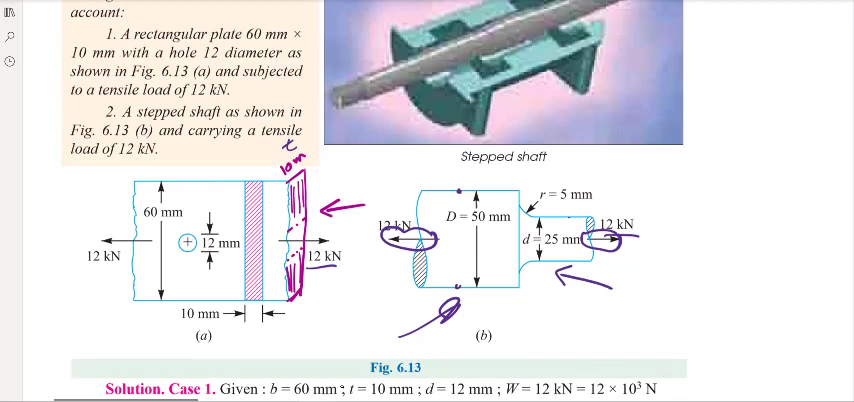 account:
1. A rectangular plate 60 mm ×
10 mm with a hole 12 diameter as
shown in Fig. 6.13 (a) and subjected
to a tensile load of 12 kN.
2. A stepped shaft as shown in
Fig. 6.13 (b) and carrying a tensile
load of 12 kN.
Stepped shaft
t
10m
60 mm
12 mm
12 kN
12 kN
10 mm
(a)
r = 5 mm
12 kN
D = 50 mm
12 kN
d = 25 mm
(b)
Fig. 6.13
Solution. Case 1. Given : b = 60 mm ; t = 10 mm ; d = 12 mm ; W = 12 kN = 12 × 10³ N